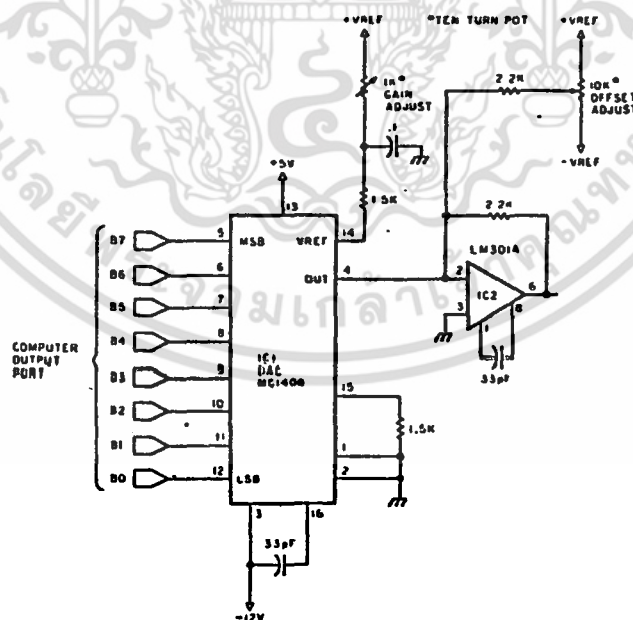 +VREF
*TEN TURN POT
+VREF
1K*
GAIN
ADJUST
2.2K
10K*
OFFSET
ADJUST
.1
-VREF
+5V
1.5K
2.2K
13
14
LM301A
B7
5
MSB
VREF
B6
6
OUT
4
2
IC2
6
B5
7
3
1
8
B4
8
33pF
COMPUTER
OUTPUT
PORT
B3
9
IC1
DAC
MC1408
15
B2
10
1.5K
B1
11
1
B0
12
LSB
2
3
16
33pF
-12V